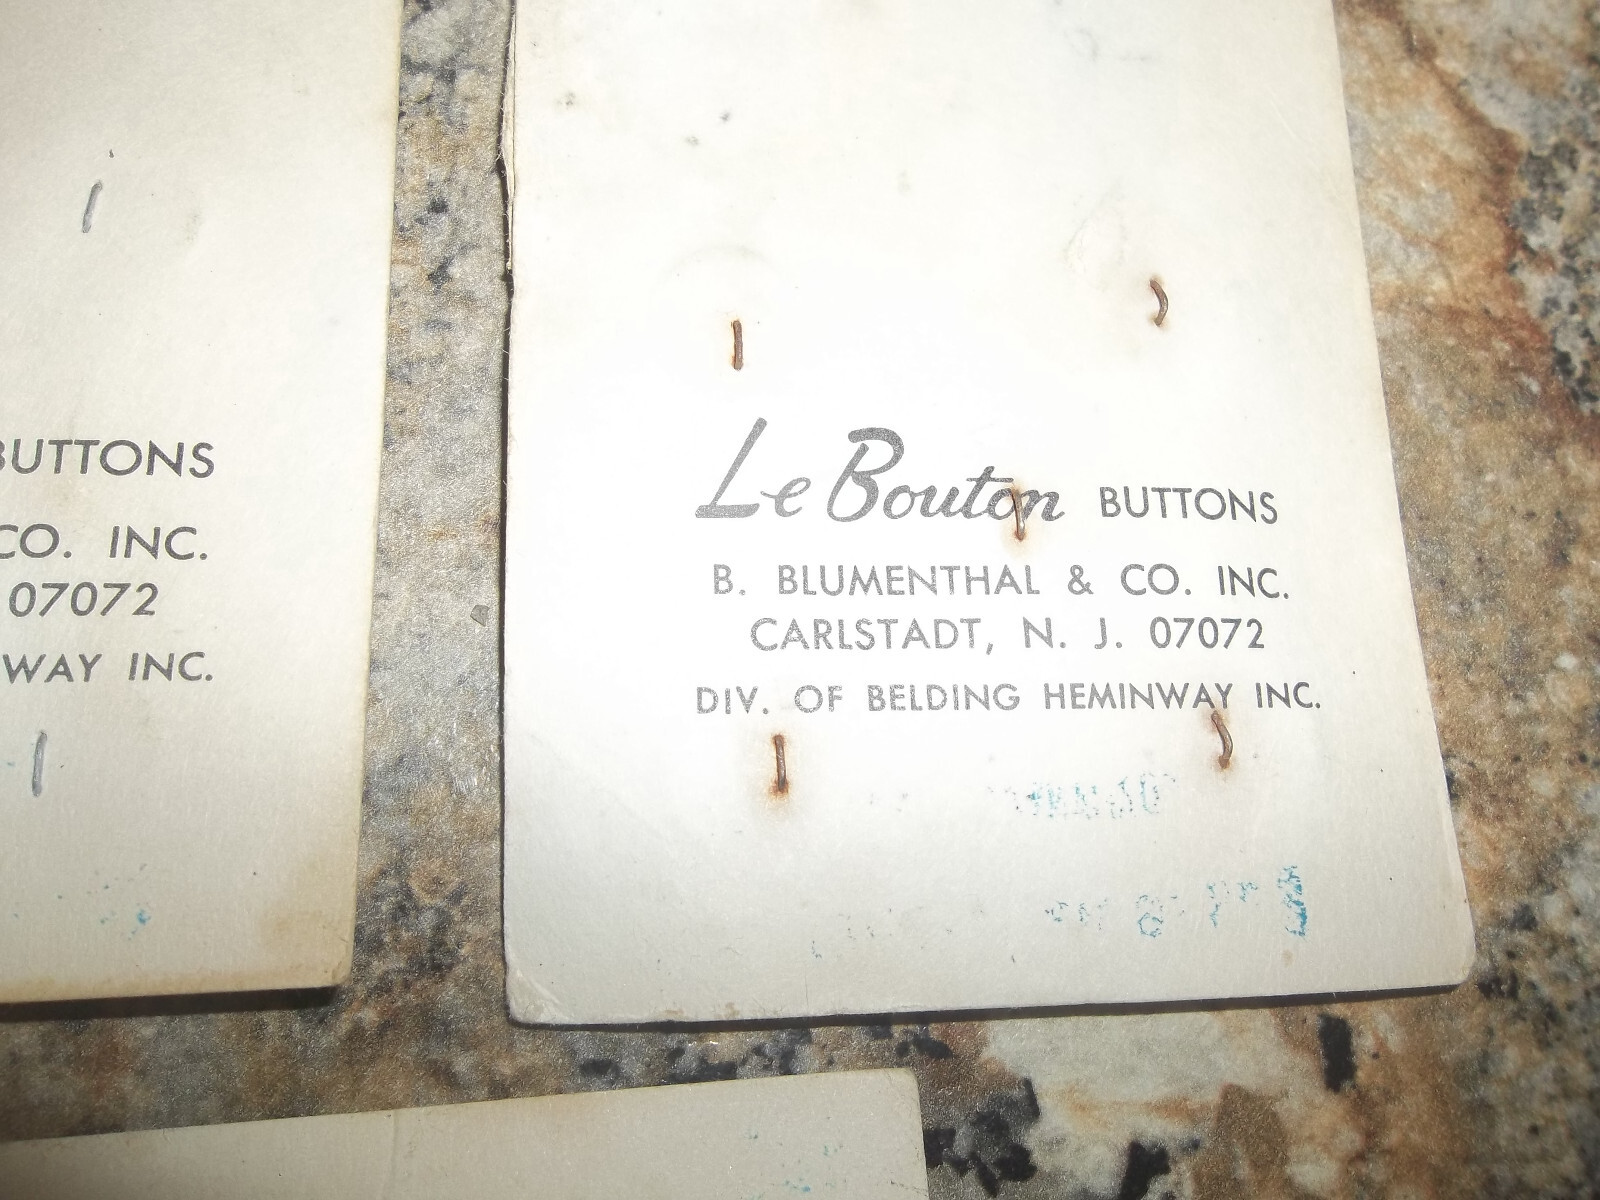 BUTTONS
CO. INC.
07072
WAY INC.
Le Bouton BUTTONS
B. BLUMENTHAL & CO. INC.
CARLSTADT, N. J. 07072
DIV. OF BELDING HEMINWAY INC.